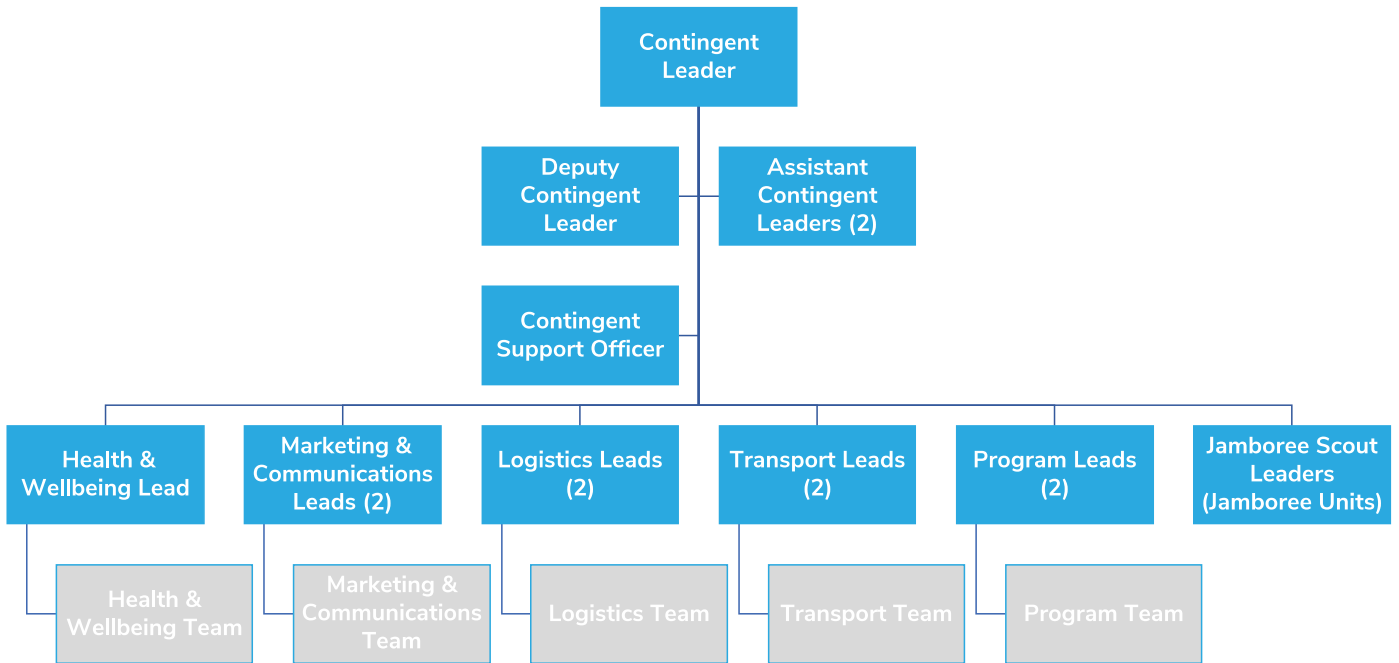 Contingent
Leader
Deputy
Contingent
Leader
Assistant
Contingent
Leaders (2)
Contingent
Support Officer
Health &
Wellbeing Lead
Marketing &
Communications
Leads (2)
Logistics Leads
(2)
Transport Leads
(2)
Program Leads
(2)
Jamboree Scout
Leaders
(Jamboree Units)
Health &
Wellbeing Team
Marketing &
Communications
Team
Logistics Team
Transport Team
Program Team